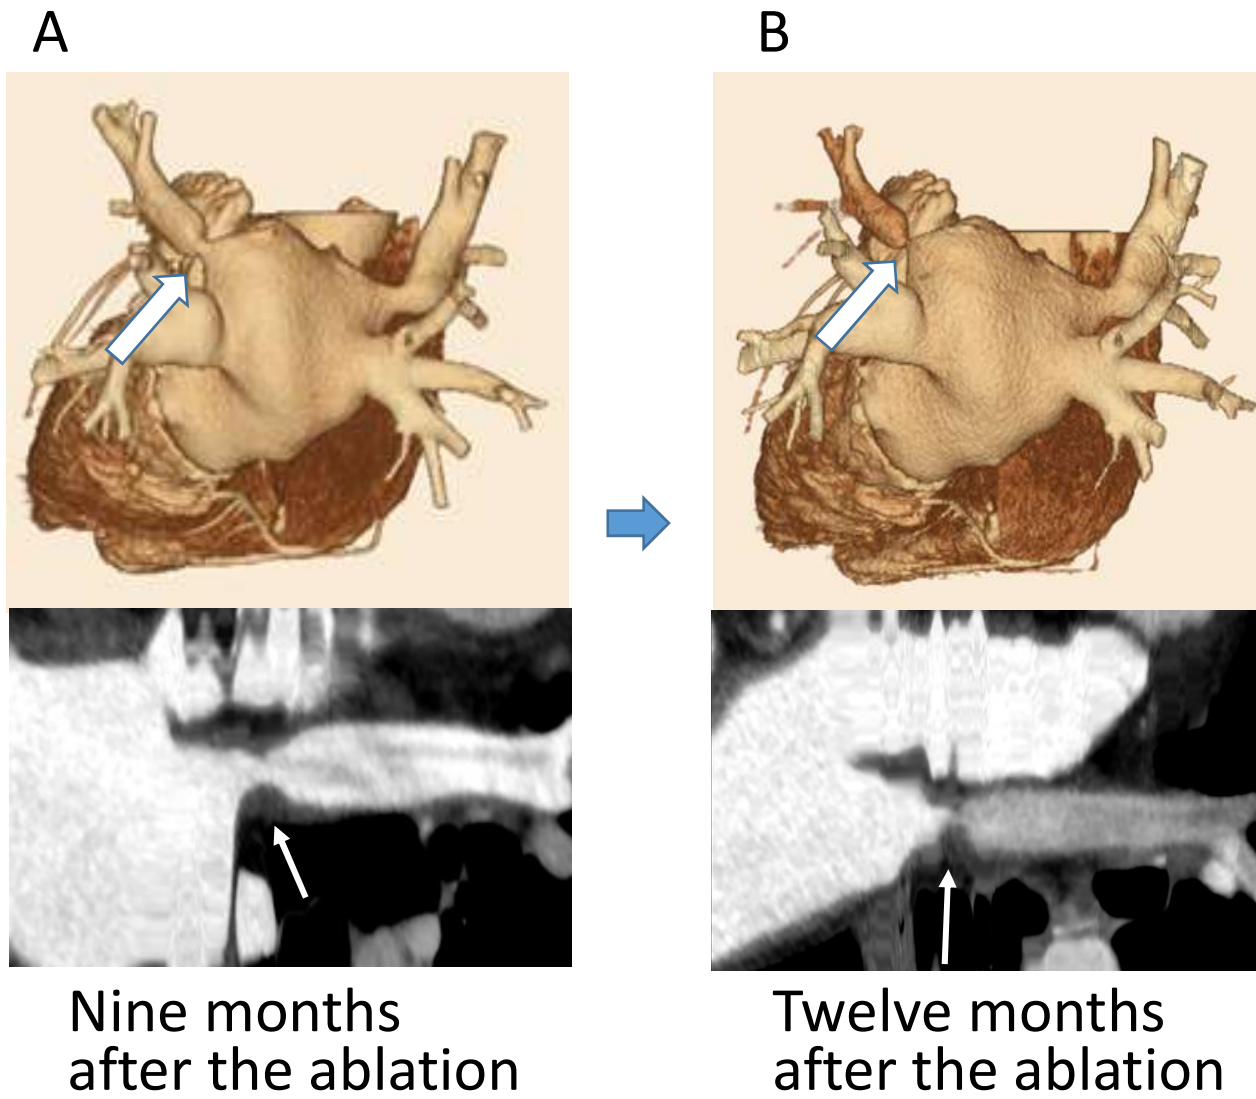 A
B
Nine months
after the ablation
Twelve months
after the ablation